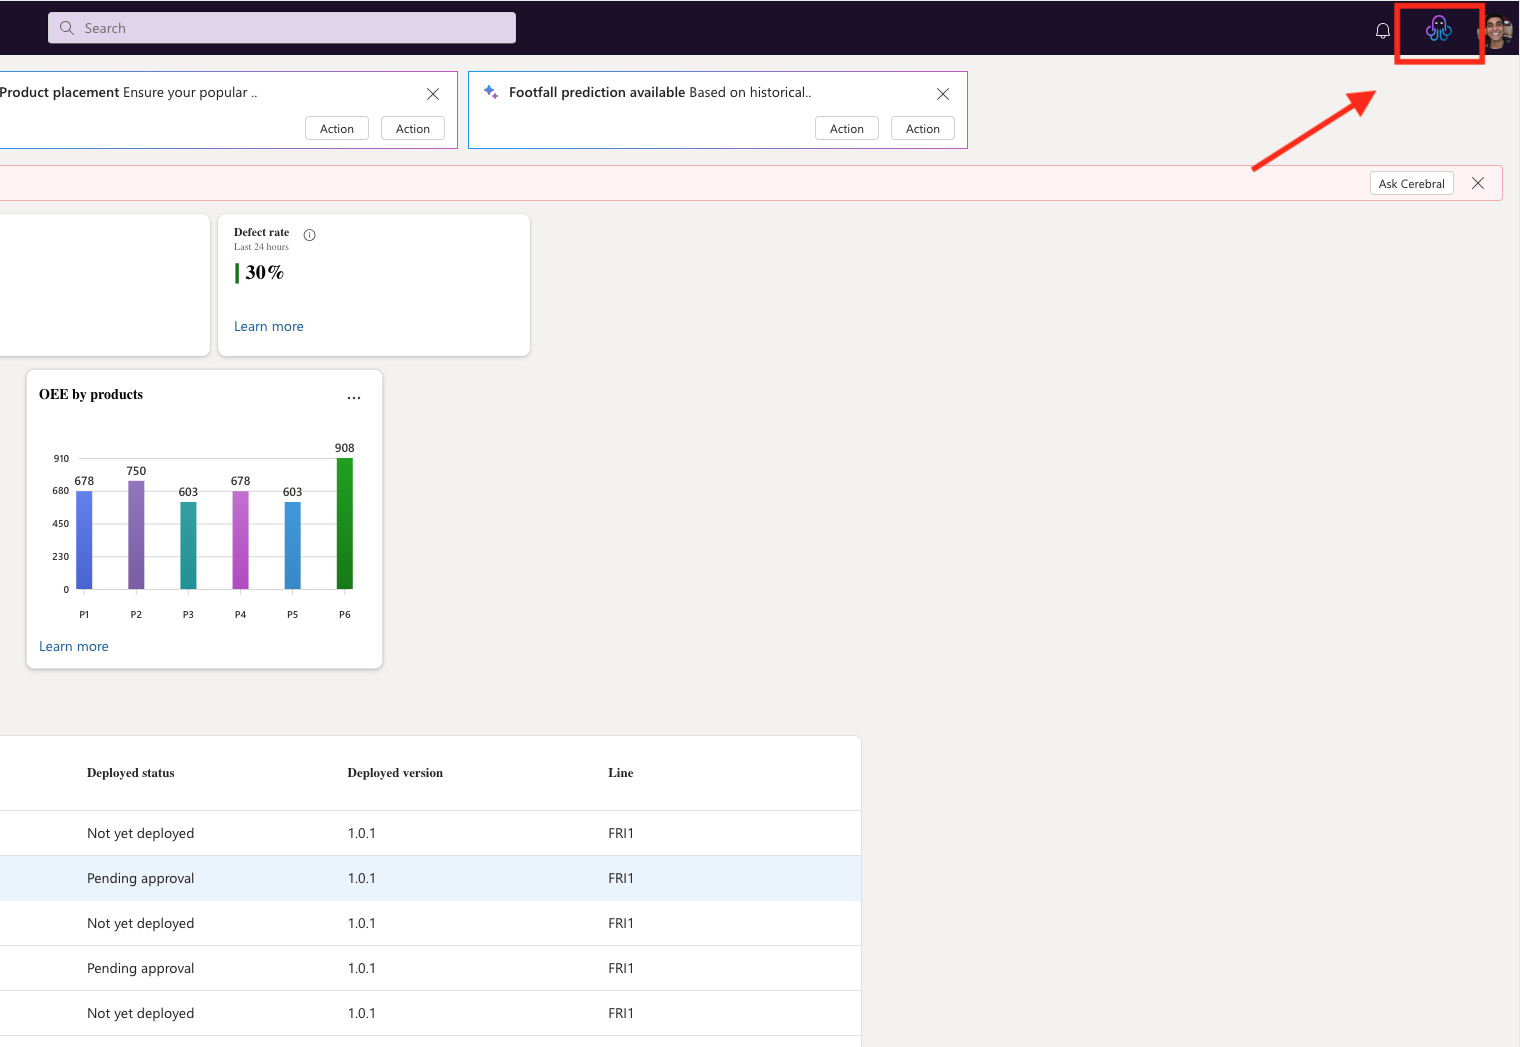 Search
Product placement Ensure your popular ..
Action Action
Footfall prediction available Based on historical..
Action Action
Ask Cerebral
Defect rate
Last 24 hours
30%
Learn more
OEE by products
...
910
680
450
230
0
678
750
603
678
603
908
P1 P2 P3 P4 P5 P6
Learn more
Deployed status Deployed version Line
Not yet deployed 1.0.1 FRI1
Pending approval 1.0.1 FRI1
Not yet deployed 1.0.1 FRI1
Pending approval 1.0.1 FRI1
Not yet deployed 1.0.1 FRI1